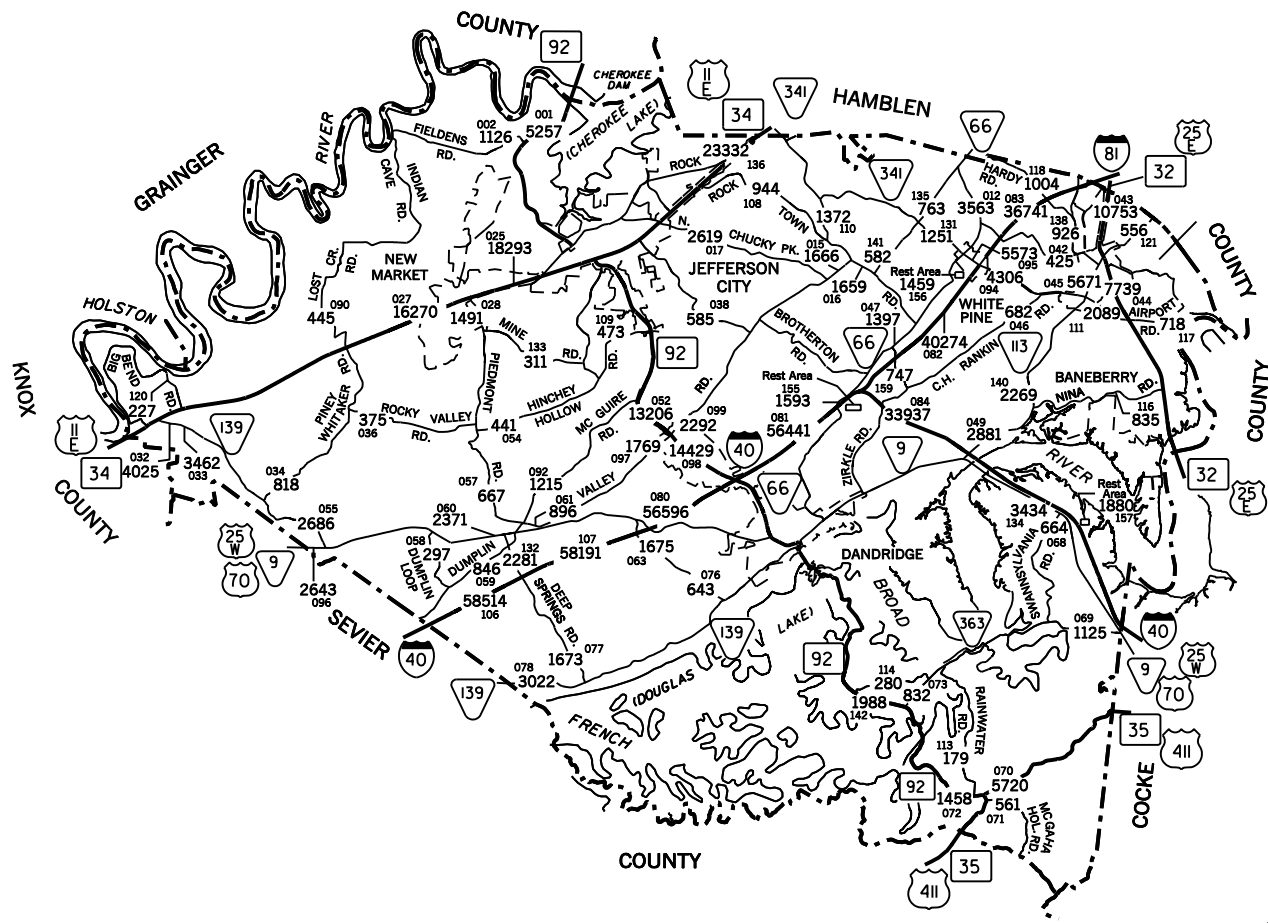 COUNTY
92
CHEROKEE
DAM
11
E
341
HAMBLEN
34
66
25
E
81
32
GRAINGER
RIVER
002
1126
001
5257
FIELDENS
RD.
(CHEROKEE
LAKE)
INDIAN
CAVE
RD.
ROCK
23332
136
ROCK
TOWN
RD
944
108
341
HARDY
RD.
118
1004
135
763
012
3563
083
36741
043
10753
138
926
556
121
COUNTY
1372
110
131
1251
N.
CHUCKY PK.
2619
017
015
1666
141
582
5573
095
042
425
JEFFERSON
CITY
025
18293
NEW
MARKET
LOST
CR.
RD.
Rest Area
1459
156
4306
094
1659
016
045
5671
7739
HOLSTON
090
445
027
16270
028
1491
038
585
047
1397
WHITE
PINE
682
046
RD.
2089
111
044
AIRPORT
RD.
718
117
109
473
RD.
MINE
RD.
133
311
92
BROTHERTON
RD.
66
40274
082
C.H. RANKIN
113
KNOX
BIG
BEND
RD
120
227
PINEY
WHITAKER
RD.
375
036
ROCKY
VALLEY
RD.
PIEDMONT
RD.
441
054
HINCHEY
HOLLOW
MC GUIRE
RD.
Rest Area
155
1593
747
159
140
2269
BANEBERRY
NINA
RD.
COUNTY
116
835
052
13206
RD.
099
2292
081
56441
084
33937
049
2881
11
E
139
34
032
4025
3462
033
034
818
1769
097
14429
098
40
ZIRKLE RD.
9
RIVER
Rest
Area
1880
157
32
25
E
COUNTY
057
667
092
1215
061
896
VALLEY
080
56596
66
3434
134
664
068
055
2686
060
2371
25
W
70
9
058
297
DUMPLIN
LOOP
DUMPLIN
846
059
132
2281
107
58191
1675
063
DANDRIDGE
SWANNSYLVANIA
RD.
2643
096
58514
106
DEEP
SPRINGS
RD.
076
643
BROAD
SEVIER
40
139
LAKE)
363
069
1125
40
92
1673
077
078
3022
139
114
280
832
073
1988
142
RAINWATER
RD.
9
25
W
70
(DOUGLAS
FRENCH
35
411
113
179
92
070
5720
COCKE
1458
072
561
071
MC GAHA
HOL. RD.
COUNTY
35
411